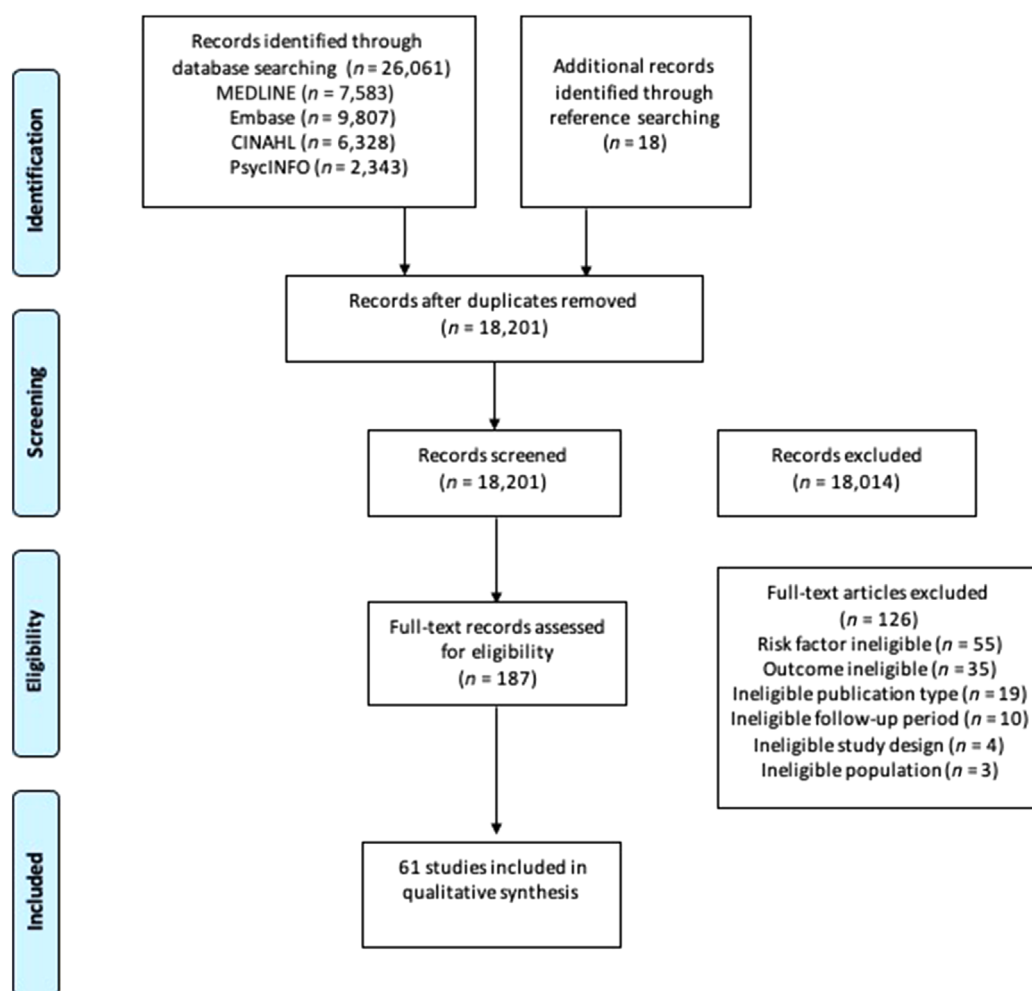 Identification
Records identified through
database searching (n = 26,061)
MEDLINE (n = 7,583)
Embase (n = 9,807)
CINAHL (n = 6,328)
PsycINFO (n = 2,343)
Additional records
identified through
reference searching
(n = 18)
Records after duplicates removed
(n = 18,201)
Screening
Records screened
(n = 18,201)
Records excluded
(n = 18,014)
Eligibility
Full-text records assessed
for eligibility
(n = 187)
Full-text articles excluded
(n = 126)
Risk factor ineligible (n = 55)
Outcome ineligible (n = 35)
Ineligible publication type (n = 19)
Ineligible follow-up period (n = 10)
Ineligible study design (n = 4)
Ineligible population (n = 3)
Included
61 studies included in
qualitative synthesis